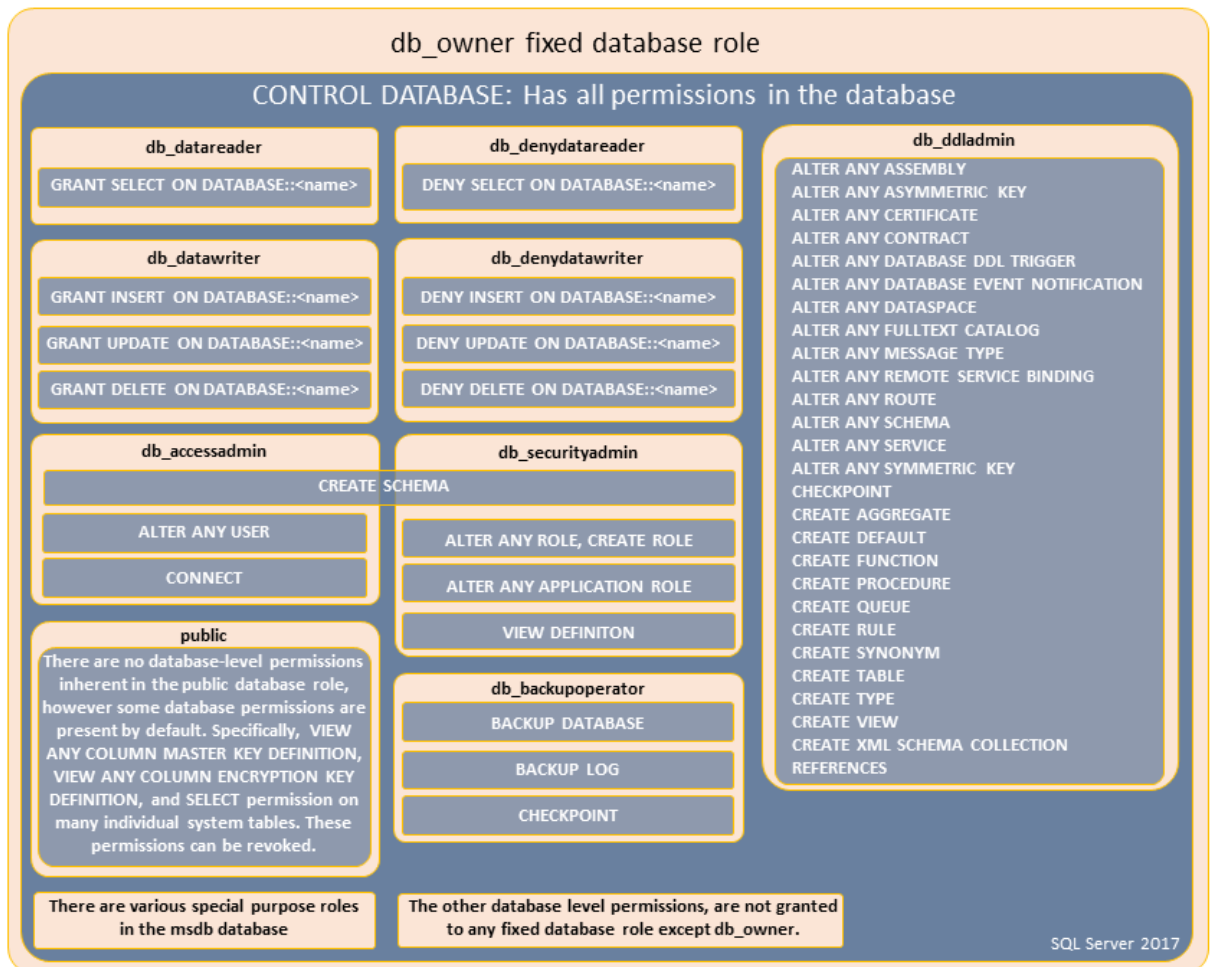 db_owner fixed database role
CONTROL DATABASE: Has all permissions in the database
db_datareader
GRANT SELECT ON DATABASE::<name>
db_denydatareader
DENY SELECT ON DATABASE::<name>
db_datawriter
GRANT INSERT ON DATABASE::<name>
GRANT UPDATE ON DATABASE::<name>
GRANT DELETE ON DATABASE::<name>
db_denydatawriter
DENY INSERT ON DATABASE::<name>
DENY UPDATE ON DATABASE::<name>
DENY DELETE ON DATABASE::<name>
db_accessadmin
db_securityadmin
CREATE SCHEMA
ALTER ANY USER
CONNECT
ALTER ANY ROLE, CREATE ROLE
ALTER ANY APPLICATION ROLE
VIEW DEFINITON
public
There are no database-level permissions
inherent in the public database role,
however some database permissions are
present by default. Specifically, VIEW
ANY COLUMN MASTER KEY DEFINITION,
VIEW ANY COLUMN ENCRYPTION KEY
DEFINITION, and SELECT permission on
many individual system tables. These
permissions can be revoked.
db_backupoperator
BACKUP DATABASE
BACKUP LOG
CHECKPOINT
db_ddladmin
ALTER ANY ASSEMBLY
ALTER ANY ASYMMETRIC KEY
ALTER ANY CERTIFICATE
ALTER ANY CONTRACT
ALTER ANY DATABASE DDL TRIGGER
ALTER ANY DATABASE EVENT NOTIFICATION
ALTER ANY DATASPACE
ALTER ANY FULLTEXT CATALOG
ALTER ANY MESSAGE TYPE
ALTER ANY REMOTE SERVICE BINDING
ALTER ANY ROUTE
ALTER ANY SCHEMA
ALTER ANY SERVICE
ALTER ANY SYMMETRIC KEY
CHECKPOINT
CREATE AGGREGATE
CREATE DEFAULT
CREATE FUNCTION
CREATE PROCEDURE
CREATE QUEUE
CREATE RULE
CREATE SYNONYM
CREATE TABLE
CREATE TYPE
CREATE VIEW
CREATE XML SCHEMA COLLECTION
REFERENCES
There are various special purpose roles
in the msdb database
The other database level permissions, are not granted
to any fixed database role except db_owner.
SQL Server 2017